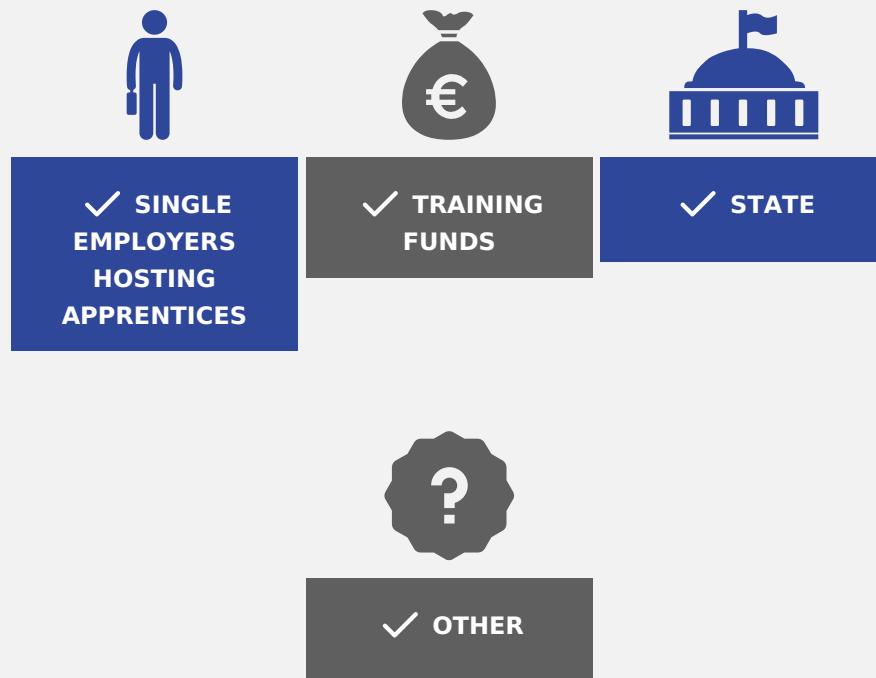 €
✓ SINGLE
EMPLOYERS
HOSTING
APPRENTICES
✓ TRAINING
FUNDS
✓ STATE
?
✓ OTHER